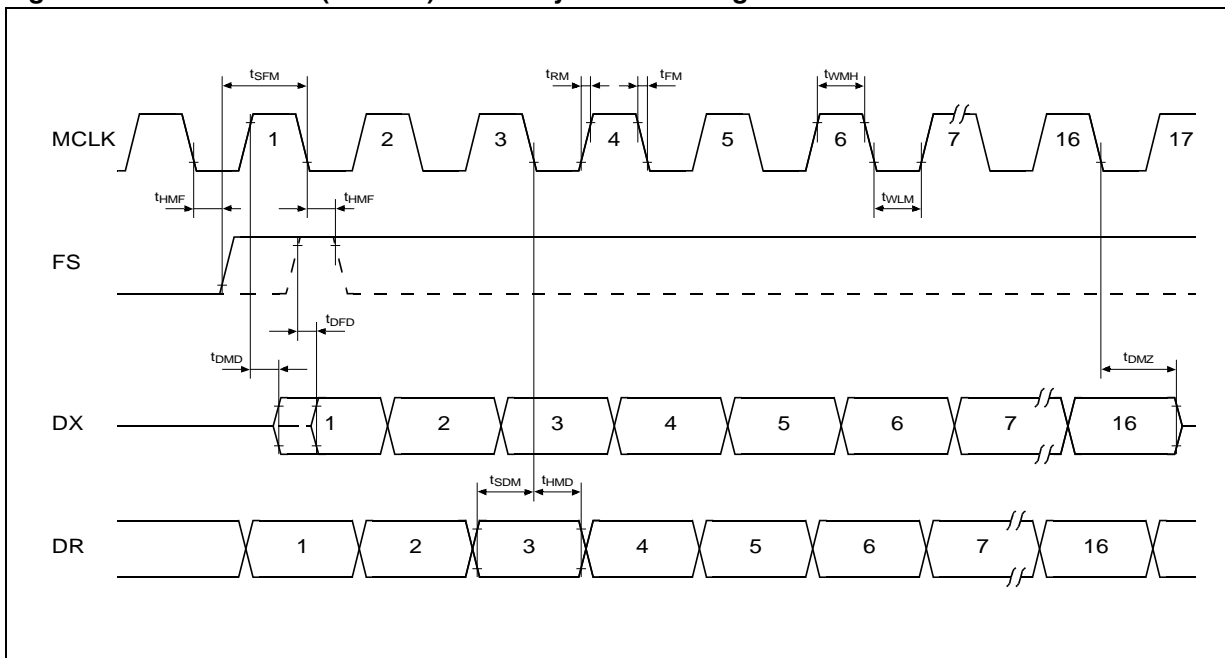 tSFM tRM tFM tWMH
MCLK 1 2 3 4 5 6 7 16 17
tHMF tHMF tWLM
FS
tDFD
tDMD tDMZ
DX 1 2 3 4 5 6 7 16
tSDM tHMD
DR 1 2 3 4 5 6 7 16